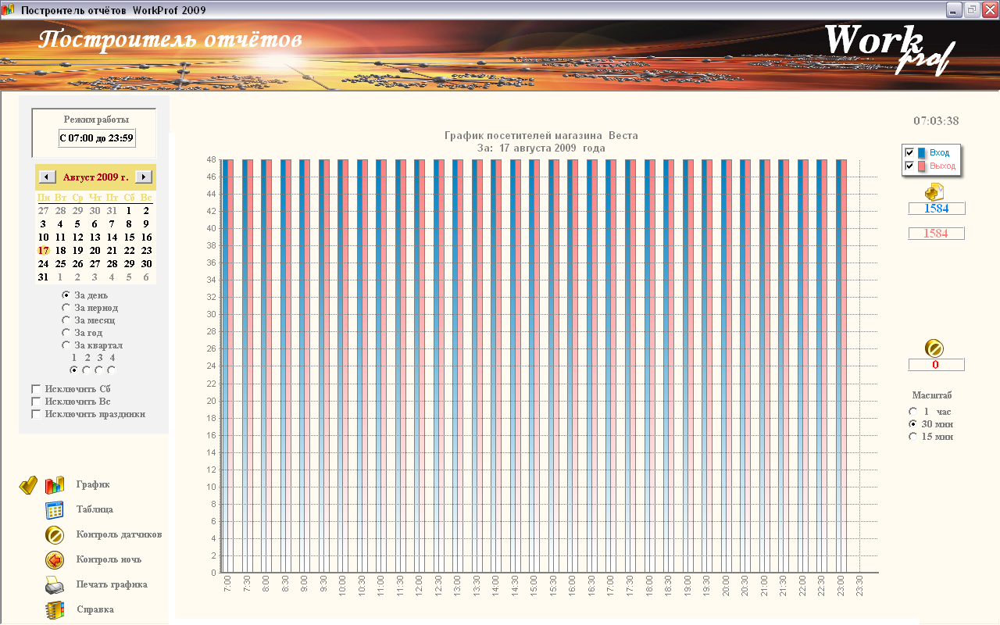 Построитель отчётов WorkProf 2009
Построитель отчётов
Work
prof
Режим работы
С 07:00 до 23:59
Август 2009 г.
Пн Вт Ср Чт Пт Сб Вс
27 28 29 30 31 1 2
3 4 5 6 7 8 9
10 11 12 13 14 15 16
17 18 19 20 21 22 23
24 25 26 27 28 29 30
31 1 2 3 4 5 6
За день
За период
За месяц
За год
За квартал
1 2 3 4
Исключить Сб
Исключить Вс
Исключить праздники
График
Таблица
Контроль датчиков
Контроль ночь
Печать графика
Справка
График посетителей магазина Веста
За: 17 августа 2009 года
48
46
44
42
40
38
36
34
32
30
28
26
24
22
20
18
16
14
12
10
8
6
4
2
0
7:00 7:30 8:00 8:30 9:00 9:30 10:00 10:30 11:00 11:30 12:00 12:30 13:00 13:30 14:00 14:30 15:00 15:30 16:00 16:30 17:00 17:30 18:00 18:30 19:00 19:30 20:00 20:30 21:00 21:30 22:00 22:30 23:00 23:30
07:03:38
Вход
Выход
1584
1584
0
Масштаб
1 час
30 мин
15 мин